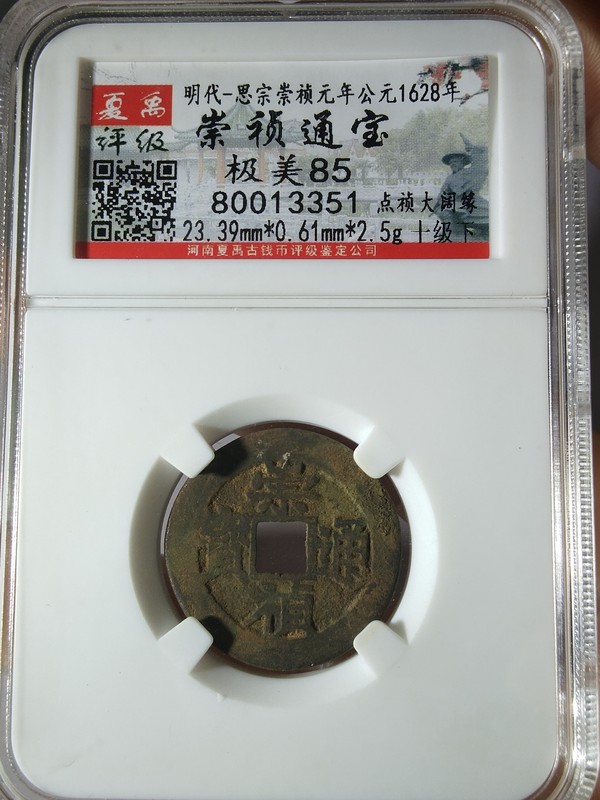 夏禹
评级
明代-思宗崇祯元年公元1628年
崇祯通宝
极美85
80013351 点祯大阔缘
23.39mm*0.61mm*2.5g 十级下
河南夏禹古钱币评级鉴定公司
崇
寶 通
禎